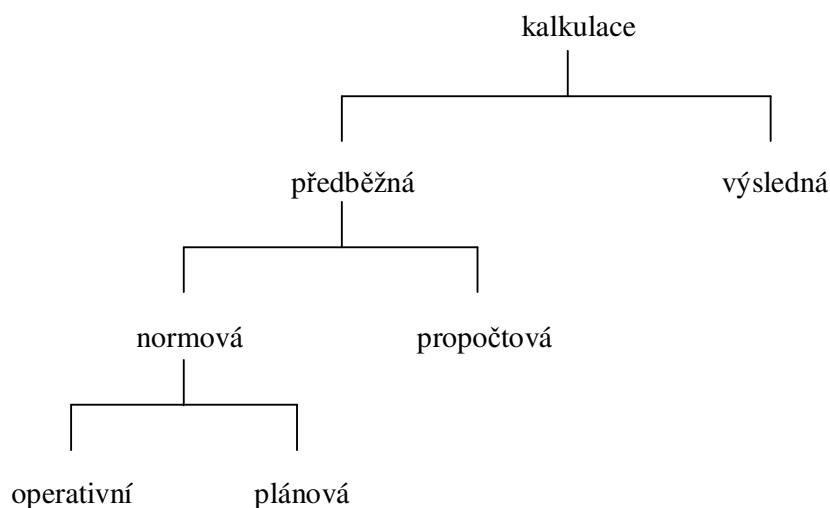 kalkulace
předběžná výsledná
normová propočtová
operativní plánová